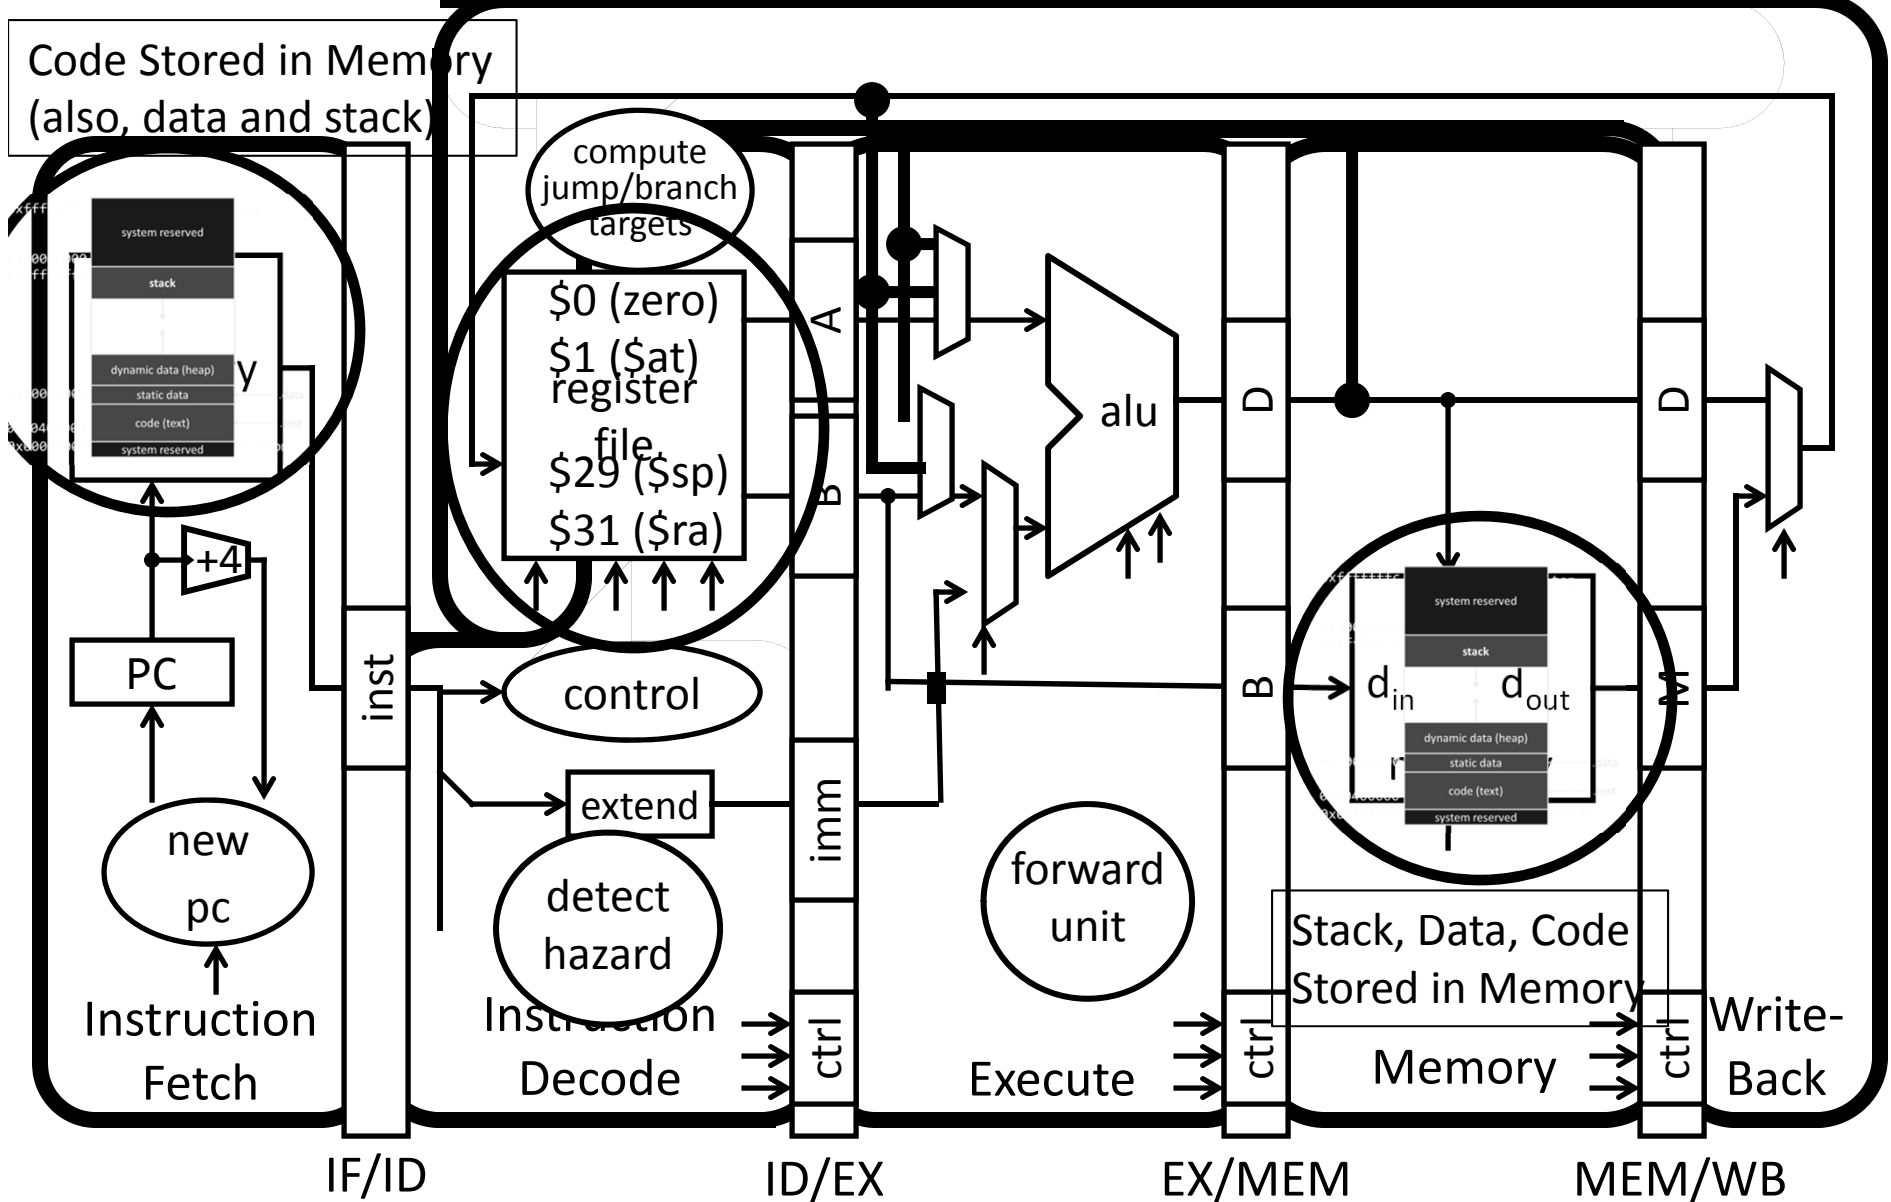 Code Stored in Memory
(also, data and stack)
compute
jump/branch
targets
system reserved
stack
dynamic data (heap)
static data
code (text)
system reserved
y
$0 (zero)
$1 ($at)
register
file
$29 ($sp)
$31 ($ra)
A
B
alu
D
D
+4
PC
new
pc
inst
control
extend
imm
detect
hazard
forward
unit
B
M
d_in
d_out
system reserved
stack
dynamic data (heap)
static data
code (text)
system reserved
Stack, Data, Code
Stored in Memory
Instruction
Fetch
Instruction
Decode
ctrl
Execute
ctrl
Memory
ctrl
Write-
Back
IF/ID
ID/EX
EX/MEM
MEM/WB